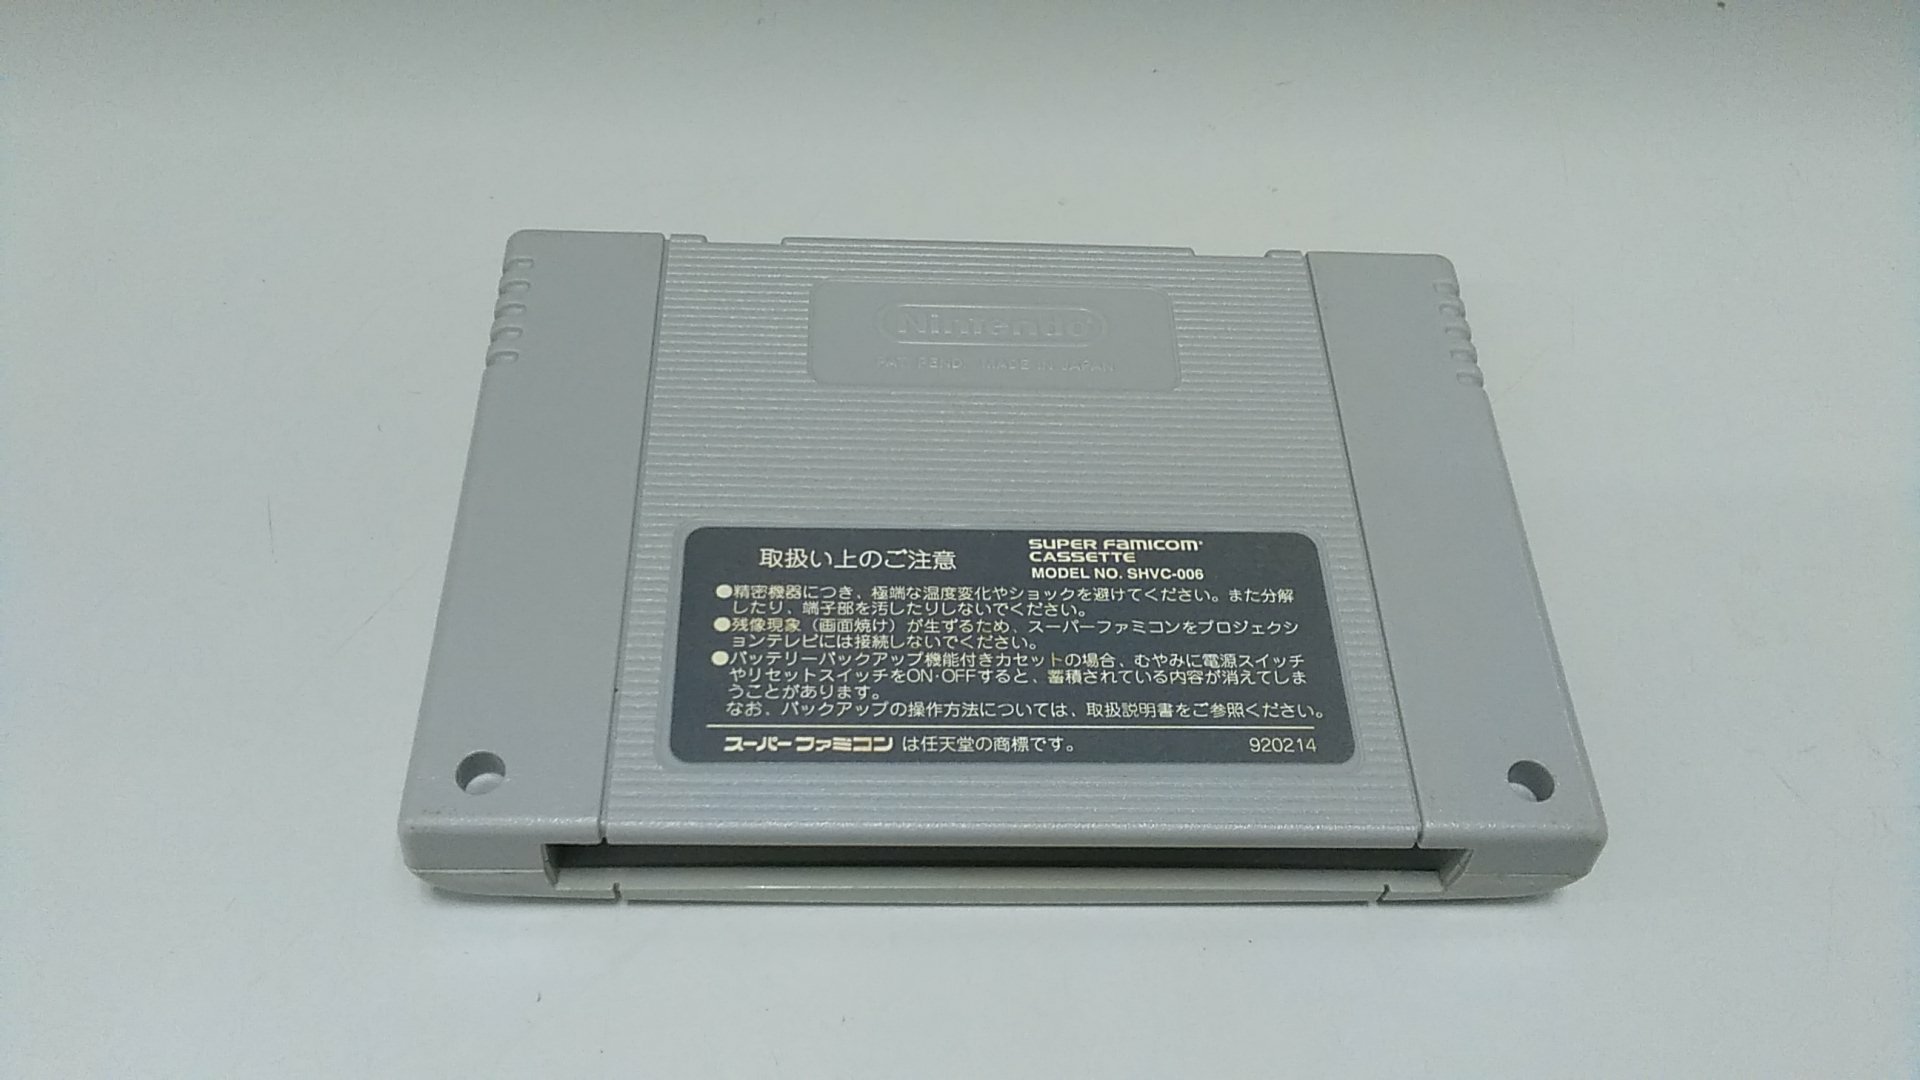 Nintendo
PAT. PEND. MADE IN JAPAN
取扱い上のご注意
SUPER FAMICOM
CASSETTE
MODEL NO. SHVC-006
●精密機器につき、極端な温度変化やショックを避けてください。また分解
したり、端子部を汚したりしないでください。
●残像現象（画面焼け）が生ずるため、スーパーファミコンをプロジェクシ
ョンテレビには接続しないでください。
●バッテリーバックアップ機能付きカセットの場合、むやみに電源スイッチ
やリセットスイッチをON・OFFすると、蓄積されている内容が消えてしま
うことがあります。
なお、バックアップの操作方法については、取扱説明書をご参照ください。
スーパーファミコンは任天堂の商標です。
920214